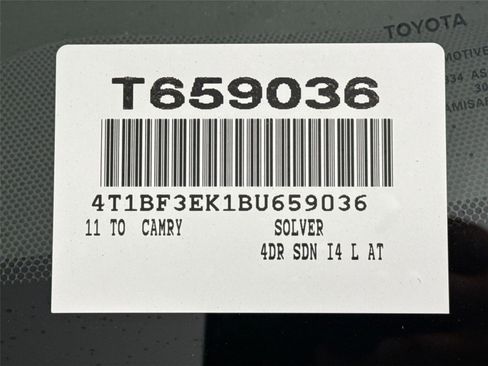 TOYOTA
T659036
4T1BF3EK1BU659036
11 TO CAMRY SOLVER
4DR SDN I4 L AT